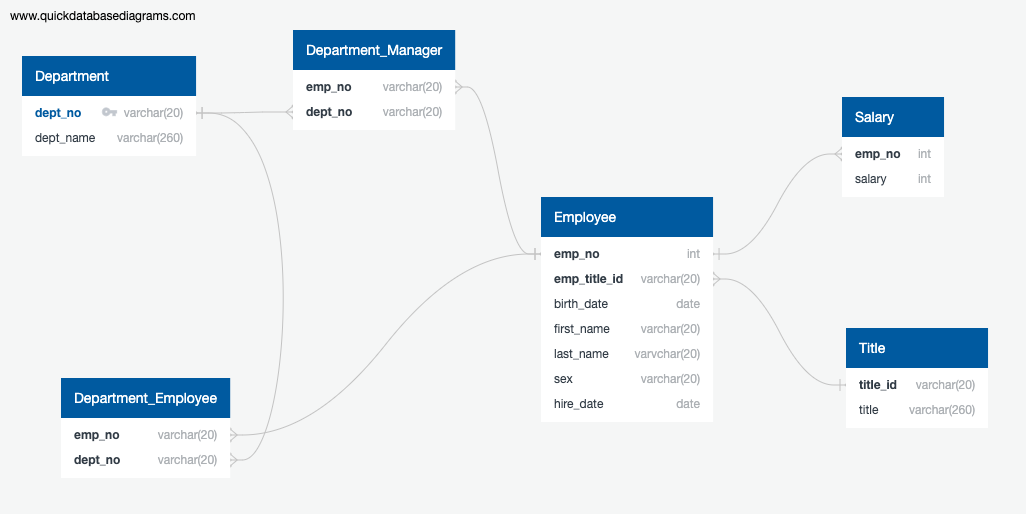 www.quickdatabasediagrams.com
Department
dept_no varchar(20)
dept_name varchar(260)
Department_Manager
emp_no varchar(20)
dept_no varchar(20)
Salary
emp_no int
salary int
Employee
emp_no int
emp_title_id varchar(20)
birth_date date
first_name varchar(20)
last_name varvchar(20)
sex varchar(20)
hire_date date
Title
title_id varchar(20)
title varchar(260)
Department_Employee
emp_no varchar(20)
dept_no varchar(20)